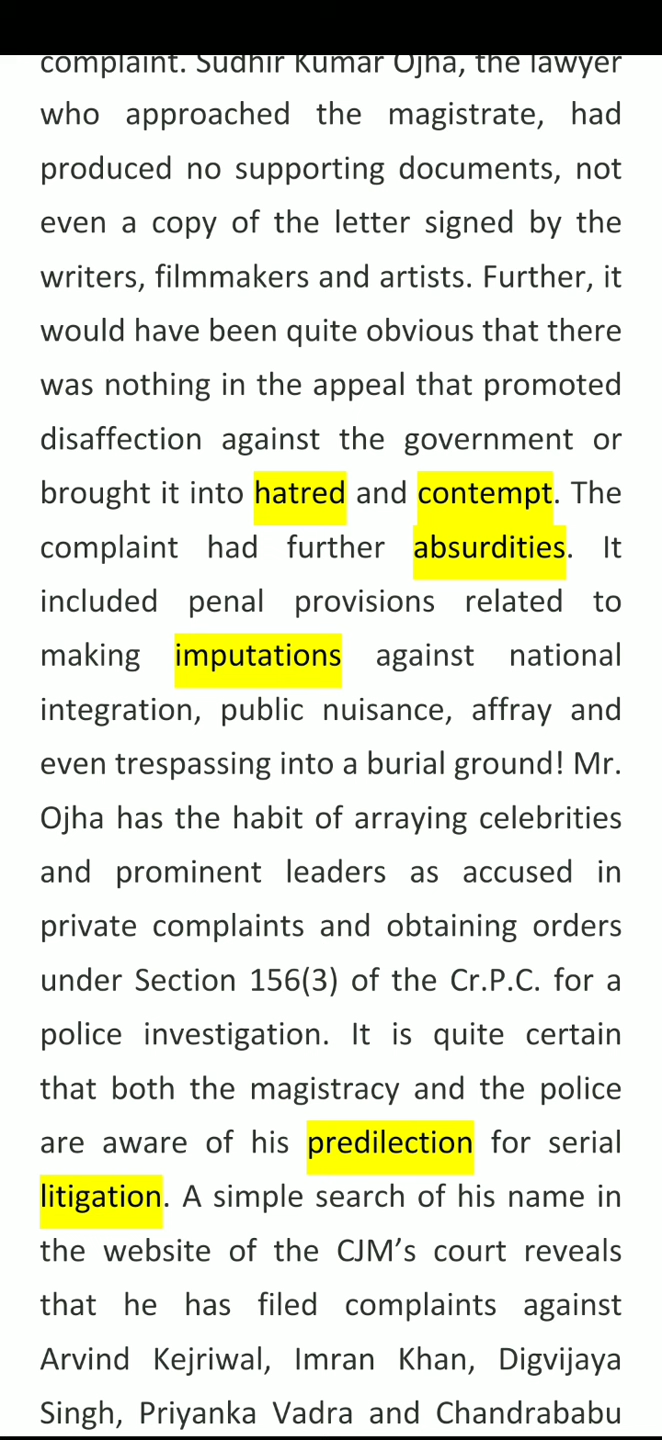 complaint. Sudhir Kumar Ojha, the lawyer
who approached the magistrate, had
produced no supporting documents, not
even a copy of the letter signed by the
writers, filmmakers and artists. Further, it
would have been quite obvious that there
was nothing in the appeal that promoted
disaffection against the government or
brought it into hatred and contempt. The
complaint had further absurdities. It
included penal provisions related to
making imputations against national
integration, public nuisance, affray and
even trespassing into a burial ground! Mr.
Ojha has the habit of arraying celebrities
and prominent leaders as accused in
private complaints and obtaining orders
under Section 156(3) of the Cr.P.C. for a
police investigation. It is quite certain
that both the magistracy and the police
are aware of his predilection for serial
litigation. A simple search of his name in
the website of the CJM’s court reveals
that he has filed complaints against
Arvind Kejriwal, Imran Khan, Digvijaya
Singh, Priyanka Vadra and Chandrababu